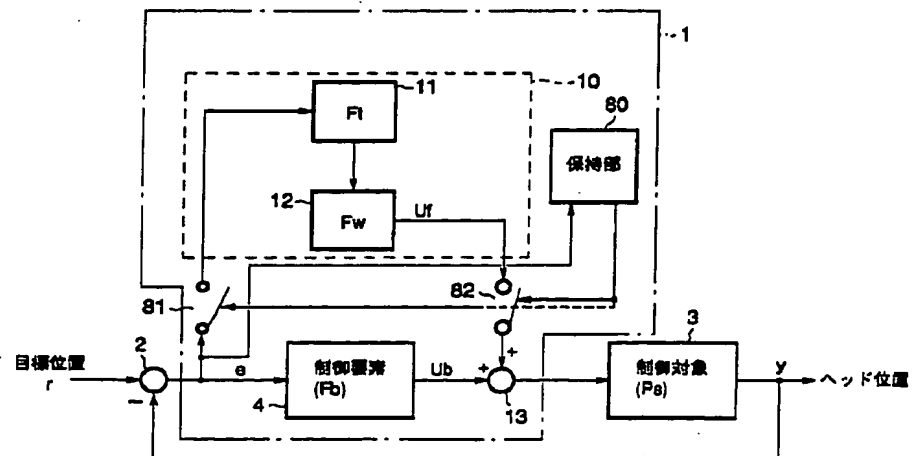 1
10
11
Ft
80
保持部
12
Fw
Uf
81
82
目標位置
r
2
−
e
制御要素
(Fb)
4
Ub
+
+
13
3
制御対象
(Ps)
y
ヘッド位置